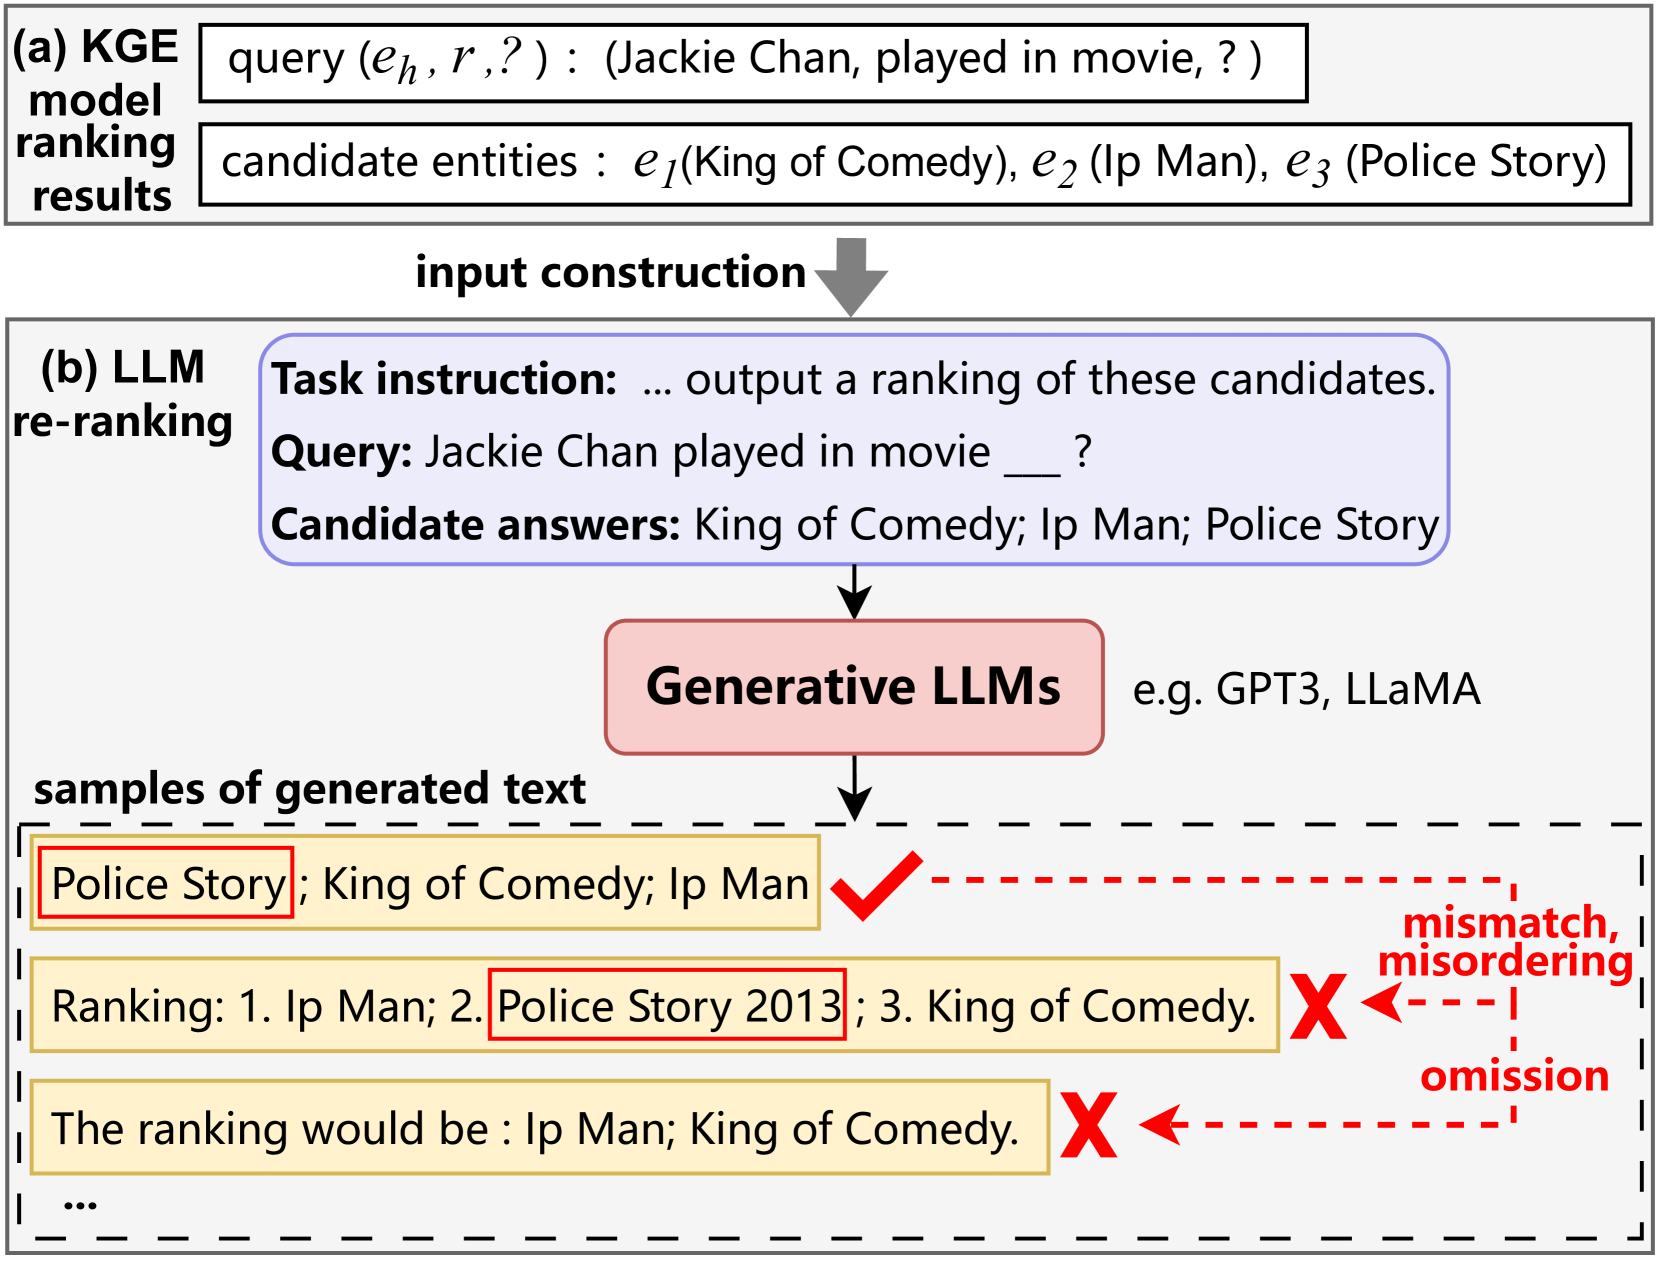 (a) KGE
model
ranking
results
query (e_h, r ,? ) : (Jackie Chan, played in movie, ? )
candidate entities : e_1(King of Comedy), e_2 (Ip Man), e_3 (Police Story)
input construction
(b) LLM
re-ranking
Task instruction: ... output a ranking of these candidates.
Query: Jackie Chan played in movie ___ ?
Candidate answers: King of Comedy; Ip Man; Police Story
Generative LLMs
e.g. GPT3, LLaMA
samples of generated text
Police Story ; King of Comedy; Ip Man
mismatch,
misordering
Ranking: 1. Ip Man; 2. Police Story 2013 ; 3. King of Comedy.
X
omission
The ranking would be : Ip Man; King of Comedy.
X
...